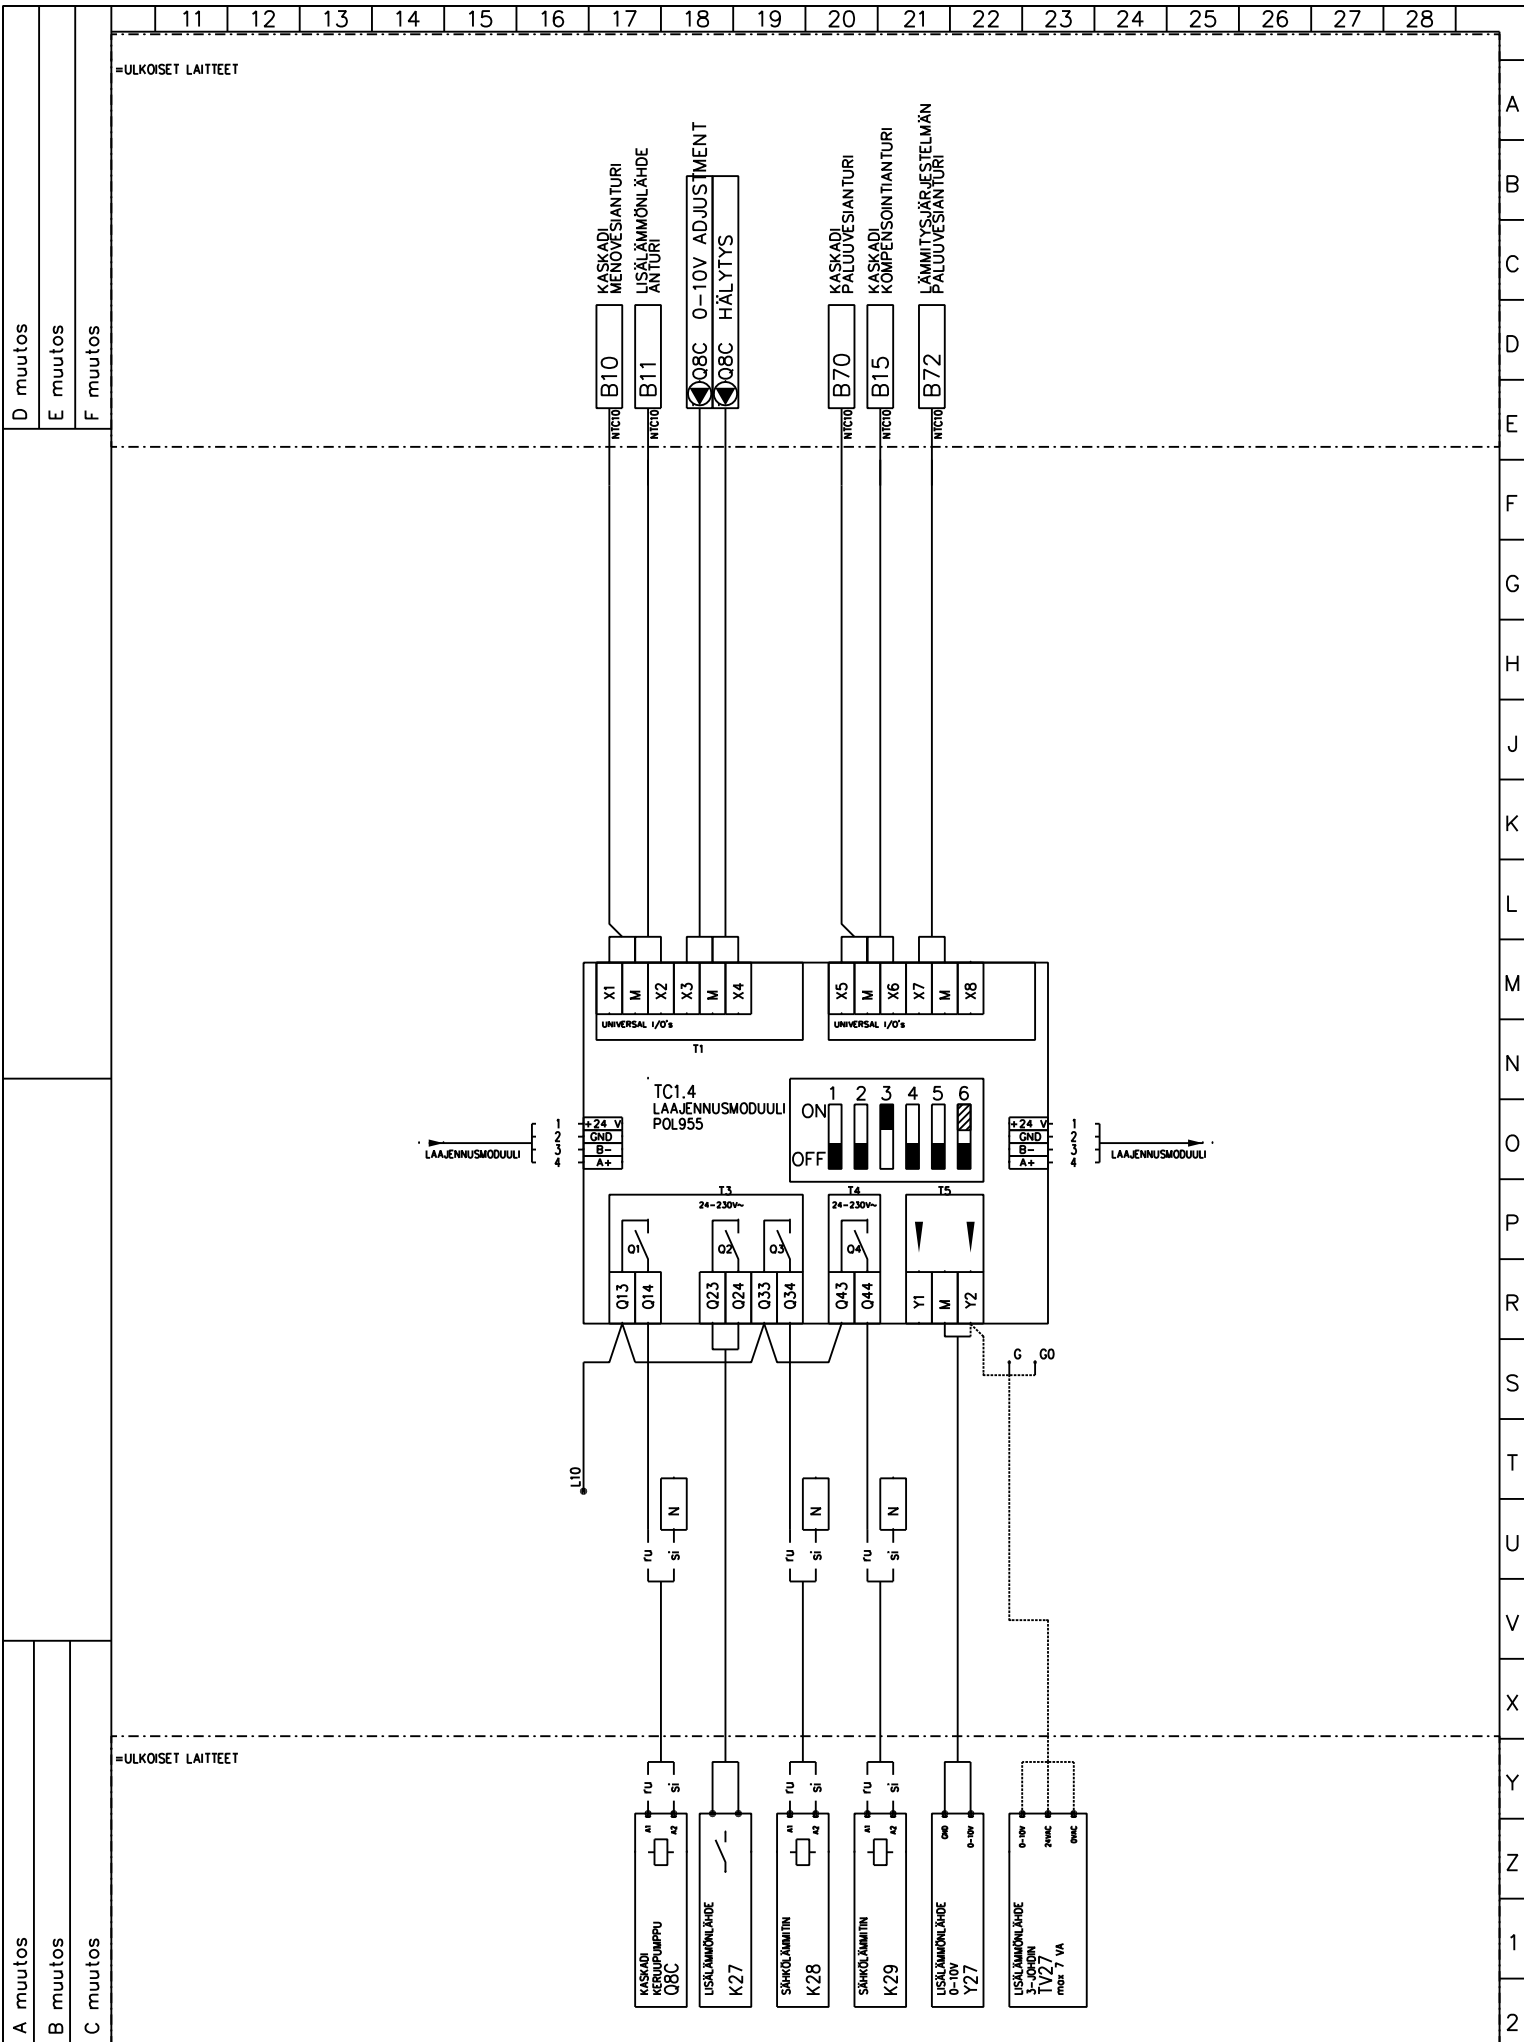 11 12 13 14 15 16 17 18 19 20 21 22 23 24 25 26 27 28
=ULKOISET LAITTEET
A
B
C
D
E
F
G
H
J
K
L
M
N
O
P
R
S
T
U
V
X
Y
Z
1
2
D muutos
E muutos
F muutos
A muutos
B muutos
C muutos
KASKADI
MENOVESIANTURI
B10
NTC10
LISÄLÄMMÖNLÄHDE
ANTURI
B11
NTC10
Q8C 0-10V ADJUSTMENT
Q8C HÄLYTYS
KASKADI
PALUUVESIANTURI
B70
NTC10
KASKADI
KOMPENSOINTIANTURI
B15
NTC10
LÄMMITYSJÄRJESTELMÄN
PALUUVESIANTURI
B72
NTC10
X1 M X2 X3 M X4
UNIVERSAL I/O's
T1
X5 M X6 X7 M X8
UNIVERSAL I/O's
TC1.4
LAAJENNUSMODUULI
POL955
1 2 3 4 5 6
ON
OFF
LAAJENNUSMODUULI
1 +24 V
2 GND
3 B-
4 A+
+24 V 1
GND 2
B- 3
A+ 4
LAAJENNUSMODUULI
T3
24-230V~
T4
24-230V~
T5
Q1 Q2 Q3 Q4
Q13 Q14 Q23 Q24 Q33 Q34 Q43 Q44 Y1 M Y2
G G0
L10
N N N
ru si ru si ru si
=ULKOISET LAITTEET
ru si ru si ru si
A1 A2
KASKADI
KERUUPUMPPU
Q8C
LISÄLÄMMÖNLÄHDE
K27
A1 A2
SÄHKÖLÄMMITIN
K28
A1 A2
SÄHKÖLÄMMITIN
K29
GND 0-10V
LISÄLÄMMÖNLÄHDE
0-10V
Y27
0-10V 24VAC 0VAC
LISÄLÄMMÖNLÄHDE
3-JOHDIN
TV27
max 7 VA